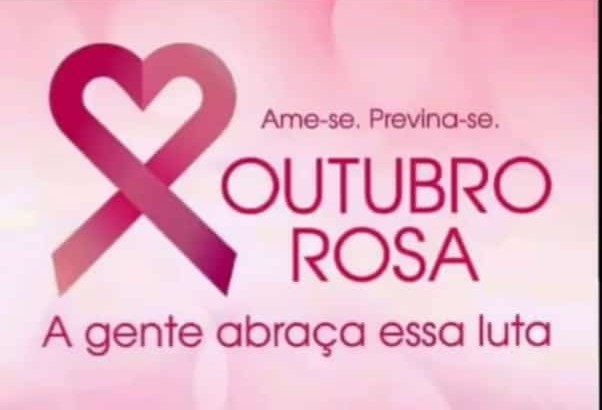 Ame-se. Previna-se.
OUTUBRO
ROSA
A gente abraça essa luta